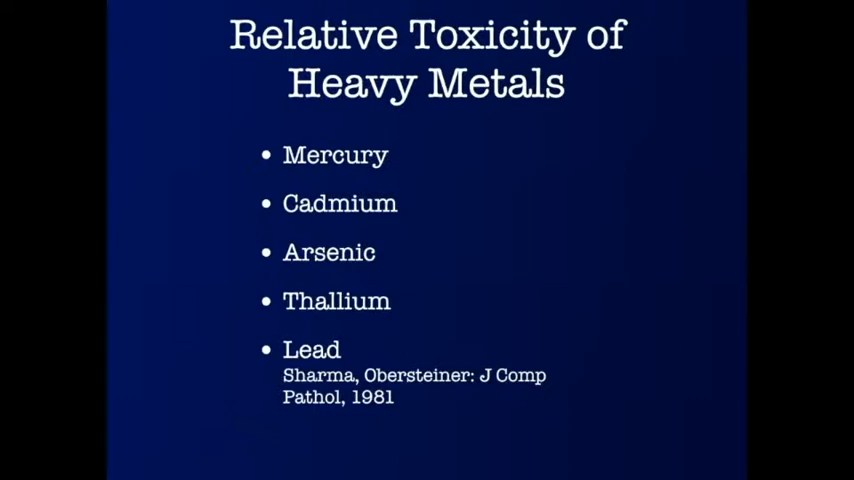 Relative Toxicity of
Heavy Metals
• Mercury
• Cadmium
• Arsenic
• Thallium
• Lead
Sharma, Obersteiner: J Comp
Pathol, 1981